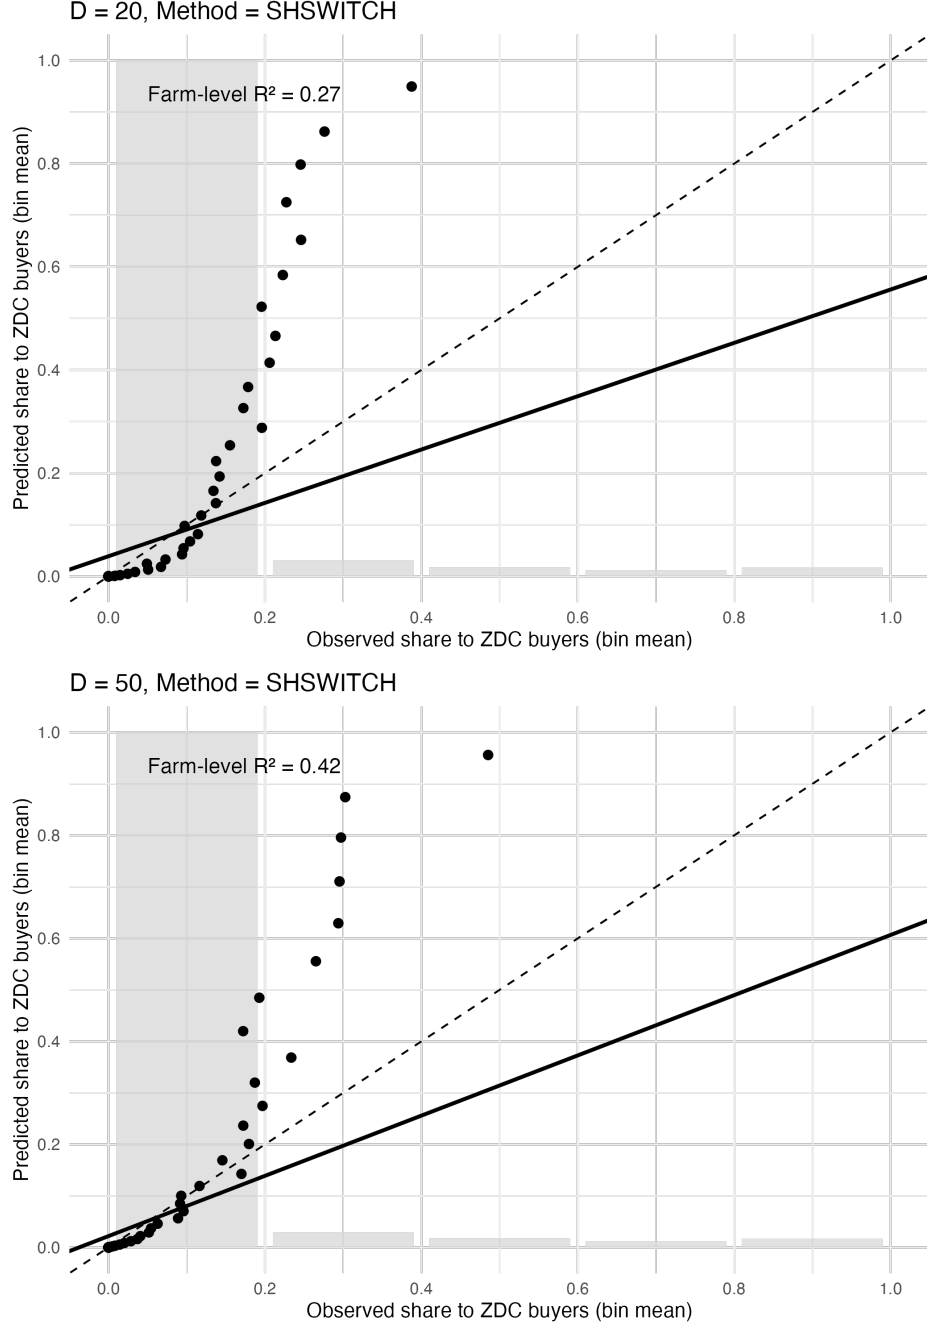 D = 20, Method = SHSWITCH
Farm-level R² = 0.27
Predicted share to ZDC buyers (bin mean)
1.0
0.8
0.6
0.4
0.2
0.0
0.0 0.2 0.4 0.6 0.8 1.0
Observed share to ZDC buyers (bin mean)
D = 50, Method = SHSWITCH
Farm-level R² = 0.42
Predicted share to ZDC buyers (bin mean)
1.0
0.8
0.6
0.4
0.2
0.0
0.0 0.2 0.4 0.6 0.8 1.0
Observed share to ZDC buyers (bin mean)